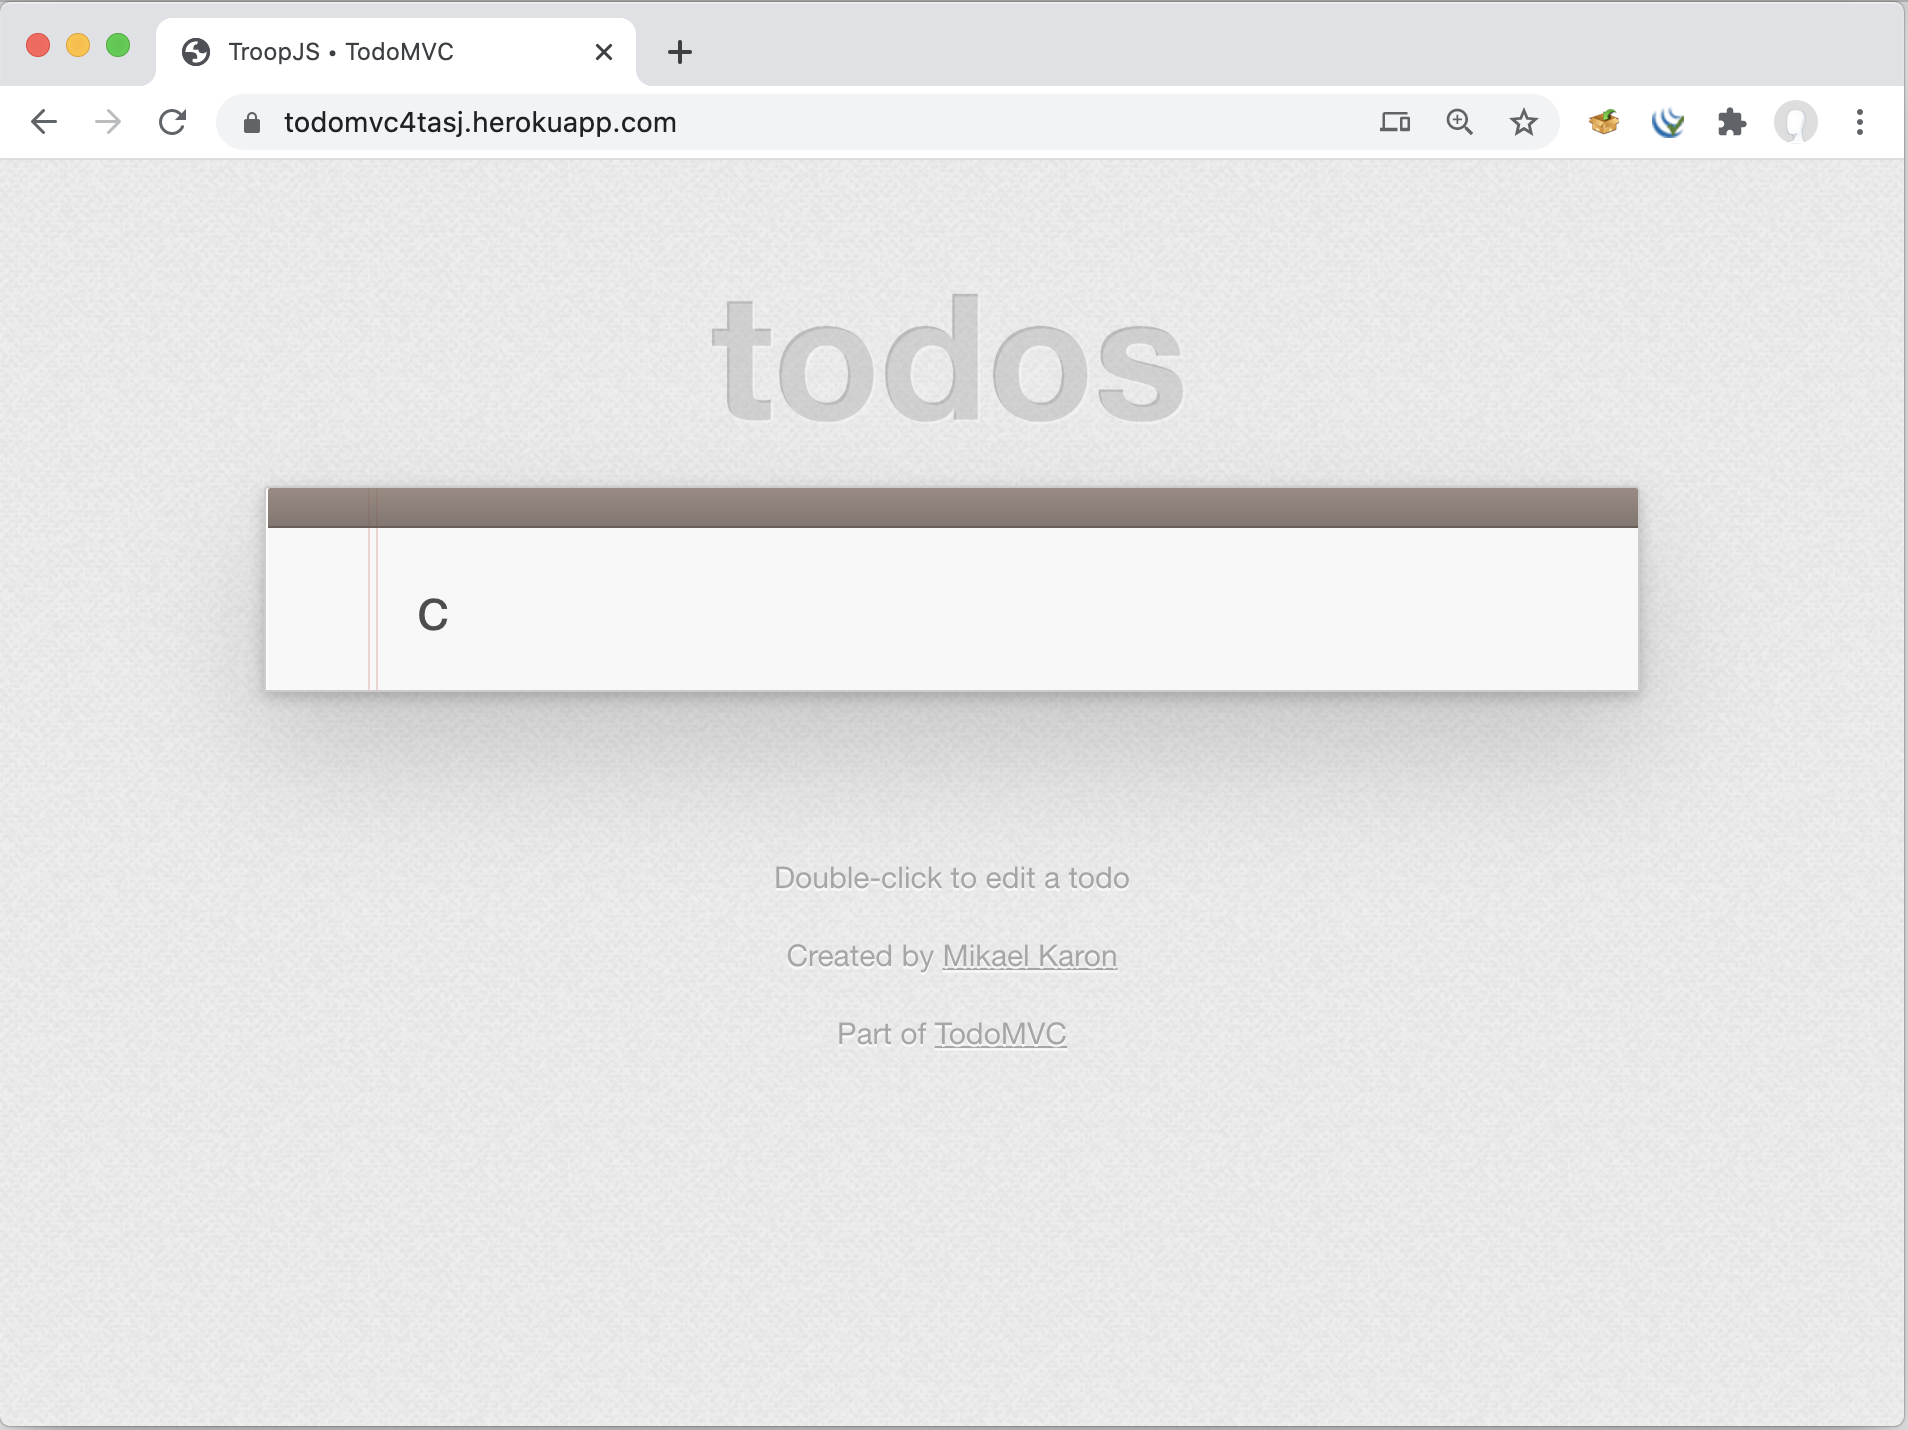 TroopJS • TodoMVC
todomvc4tasj.herokuapp.com
todos
c
Double-click to edit a todo
Created by Mikael Karon
Part of TodoMVC